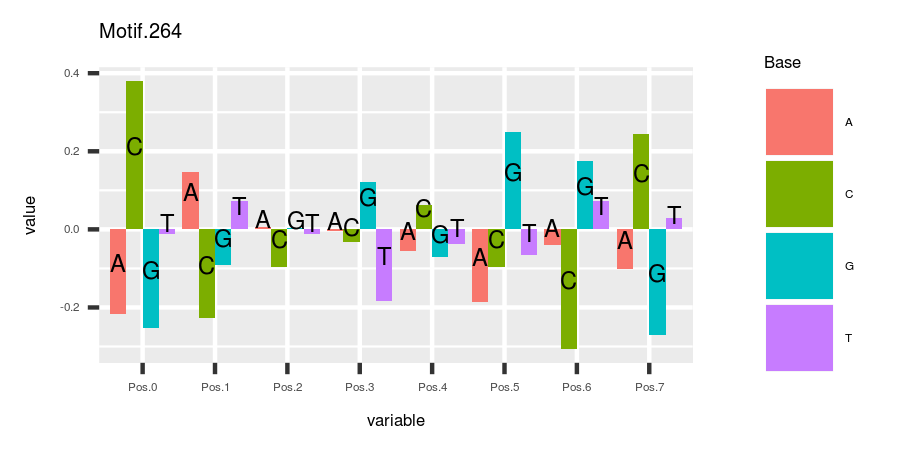 Motif.264
Base
0.4
0.2
0.0
-0.2
value
A C G T A C G T A C G T A C G T A C G T A C G T A C G T A C G T
Pos.0 Pos.1 Pos.2 Pos.3 Pos.4 Pos.5 Pos.6 Pos.7
variable
A
C
G
T